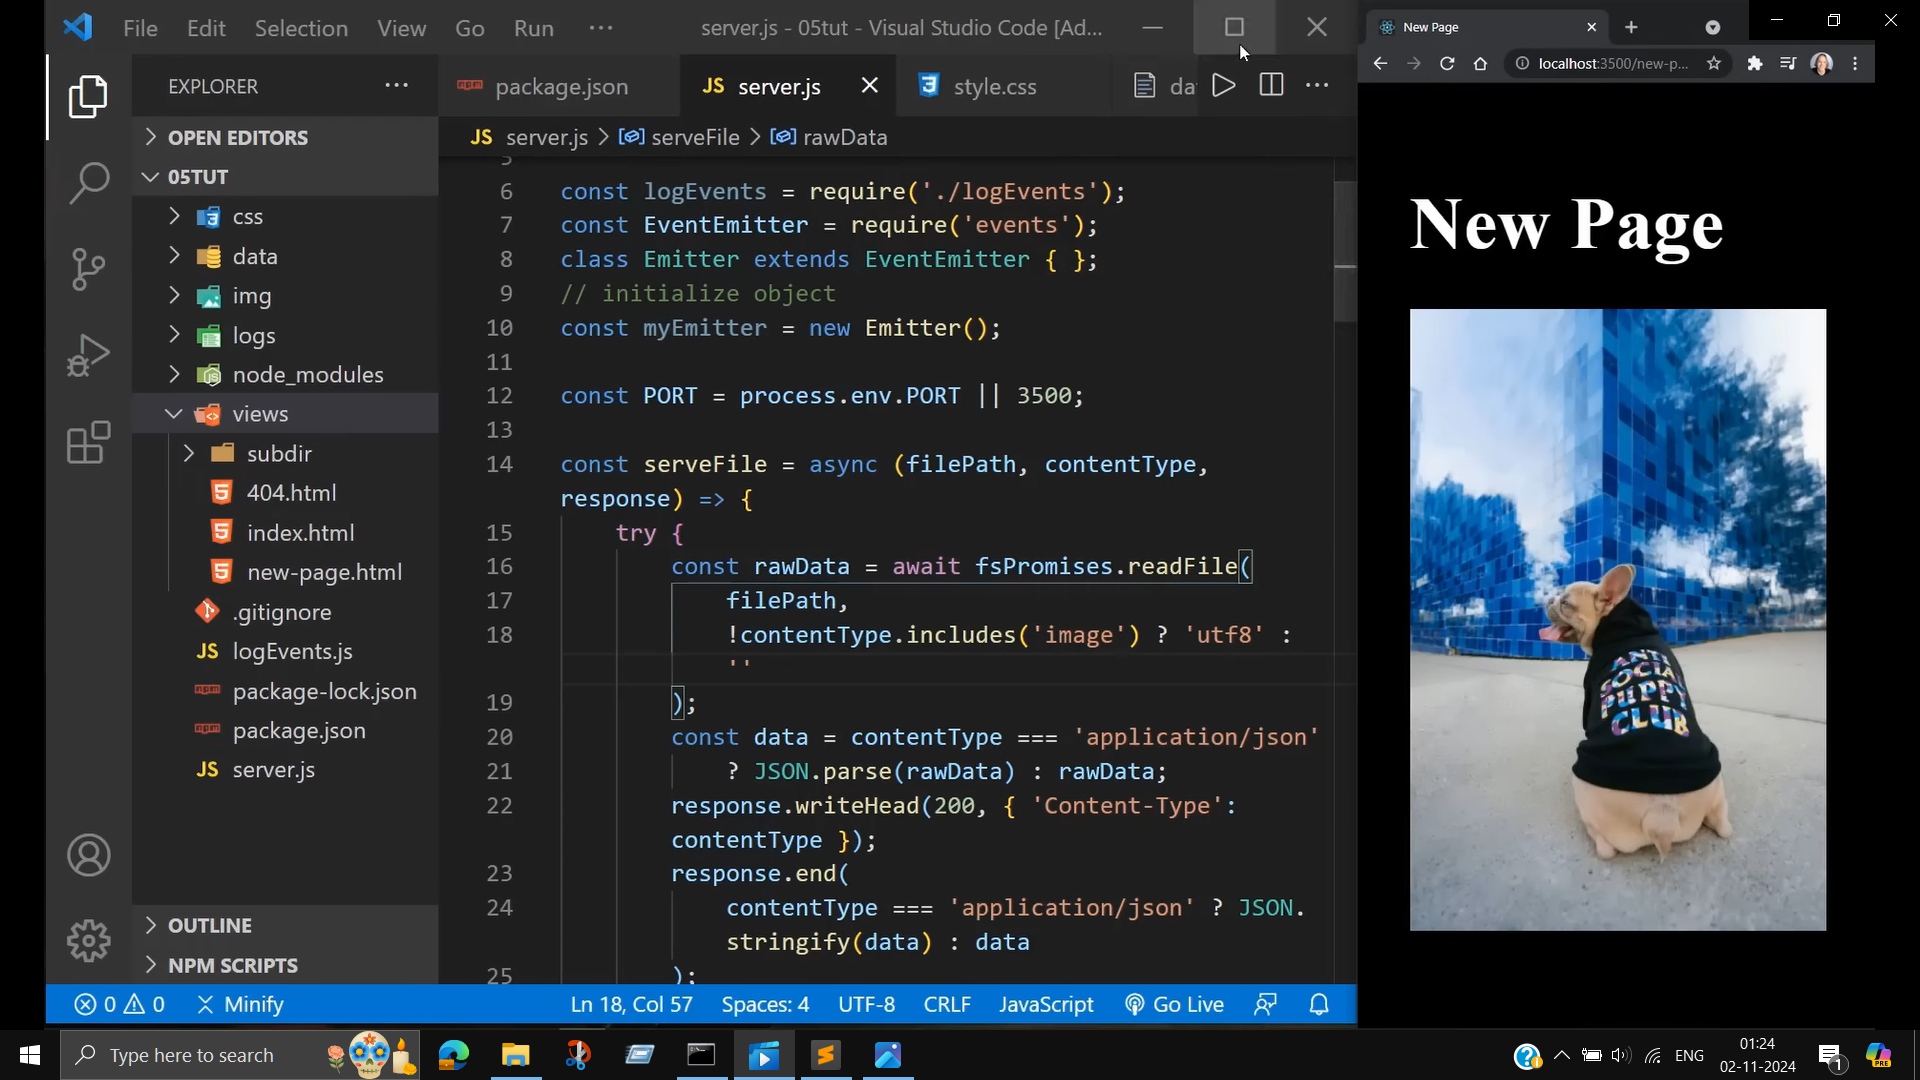 File Edit Selection View Go Run ···
server.js - 05tut - Visual Studio Code [Ad...
New Page
localhost:3500/new-p...
EXPLORER
package.json
JS server.js
style.css
da
OPEN EDITORS
JS server.js > serveFile > rawData
05TUT
css
data
img
logs
node_modules
views
subdir
404.html
index.html
new-page.html
.gitignore
JS logEvents.js
package-lock.json
package.json
JS server.js
OUTLINE
NPM SCRIPTS
5
6 const logEvents = require('./logEvents');
7 const EventEmitter = require('events');
8 class Emitter extends EventEmitter { };
9 // initialize object
10 const myEmitter = new Emitter();
11
12 const PORT = process.env.PORT || 3500;
13
14 const serveFile = async (filePath, contentType,
response) => {
15 try {
16 const rawData = await fsPromises.readFile(
17 filePath,
18 !contentType.includes('image') ? 'utf8' :
''
19 );
20 const data = contentType === 'application/json'
21 ? JSON.parse(rawData) : rawData;
22 response.writeHead(200, { 'Content-Type':
contentType });
23 response.end(
24 contentType === 'application/json' ? JSON.
stringify(data) : data
25 );
New Page
ANTI
SOCIAL
PUPPY
CLUB
0 0 Minify
Ln 18, Col 57 Spaces: 4 UTF-8 CRLF JavaScript Go Live
Type here to search
ENG
01:24
02-11-2024
1
PRE